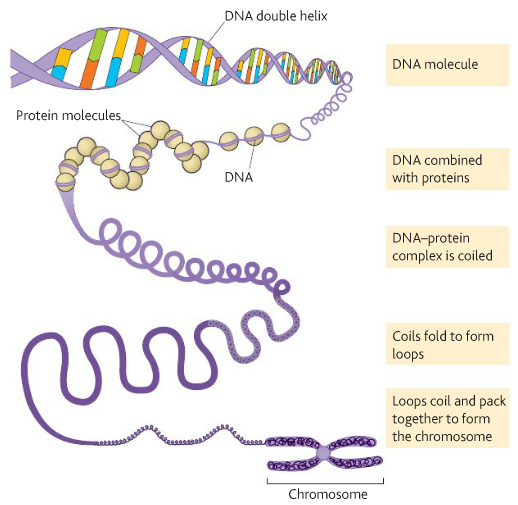 DNA double helix
DNA molecule
Protein molecules
DNA
DNA combined
with proteins
DNA–protein
complex is coiled
Coils fold to form
loops
Loops coil and pack
together to form
the chromosome
Chromosome